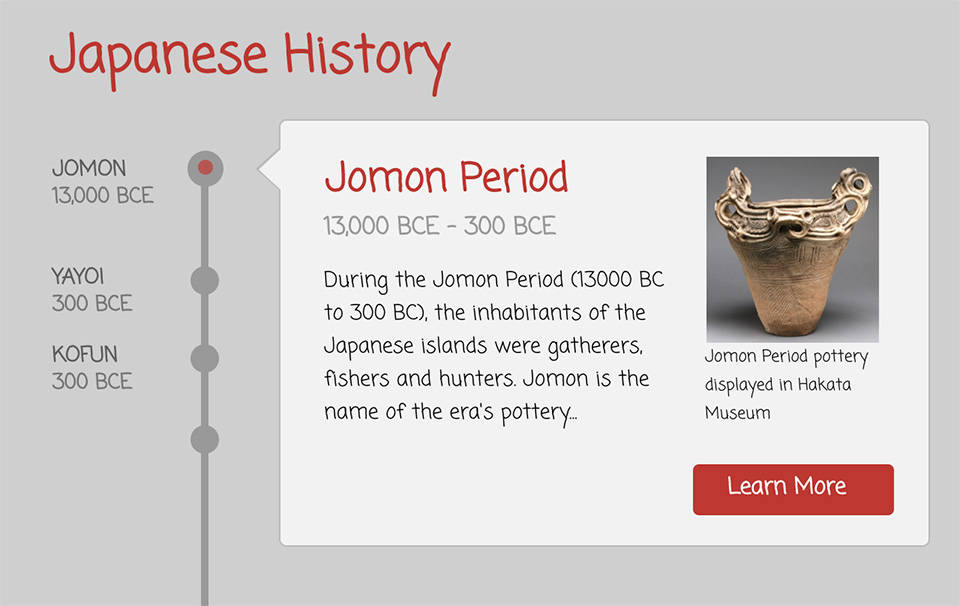 Japanese History
JOMON
13,000 BCE
YAYOI
300 BCE
KOFUN
300 BCE
Jomon Period
13,000 BCE - 300 BCE
During the Jomon Period (13000 BC
to 300 BC), the inhabitants of the
Japanese islands were gatherers,
fishers and hunters. Jomon is the
name of the era's pottery...
Jomon Period pottery
displayed in Hakata
Museum
Learn More